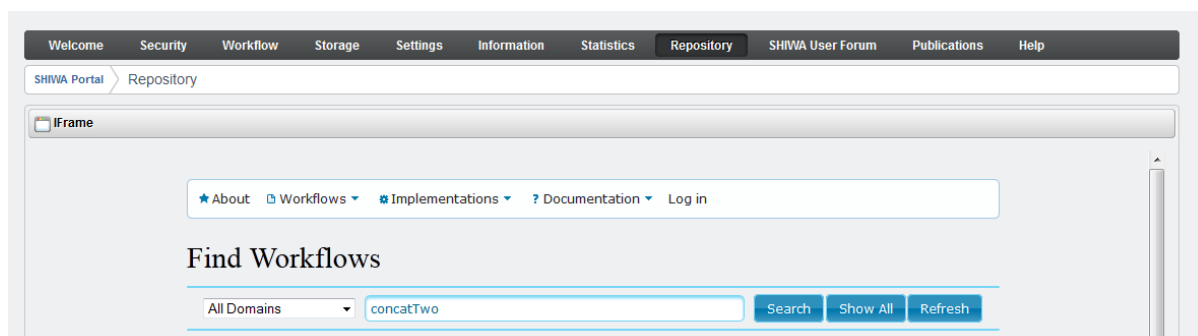 Welcome Security Workflow Storage Settings Information Statistics Repository SHIWA User Forum Publications Help
SHIWA Portal Repository
IFrame
About Workflows Implementations ? Documentation Log in
Find Workflows
All Domains concatTwo Search Show All Refresh